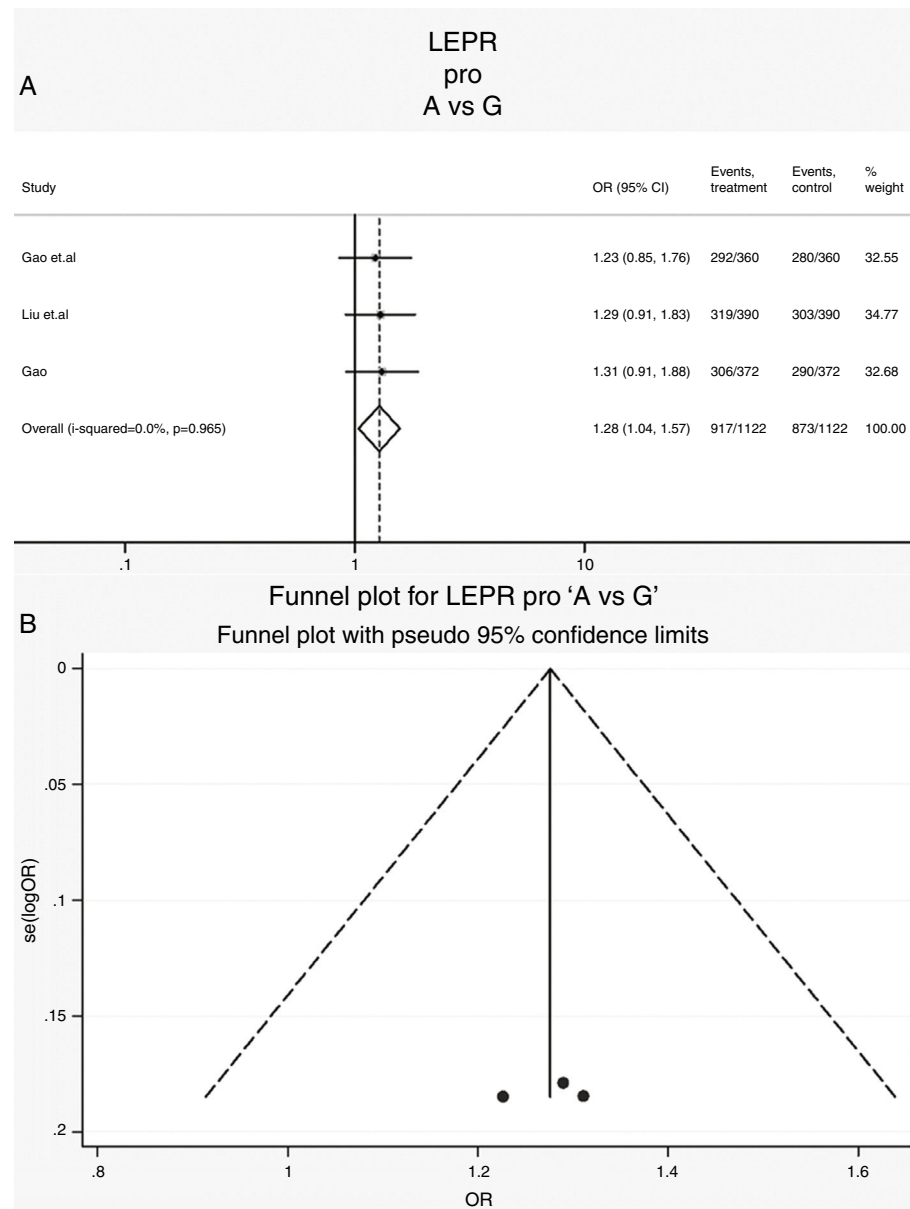 A
LEPR
pro
A vs G
Study OR (95% CI) Events, treatment Events, control % weight
Gao et.al 1.23 (0.85, 1.76) 292/360 280/360 32.55
Liu et.al 1.29 (0.91, 1.83) 319/390 303/390 34.77
Gao 1.31 (0.91, 1.88) 306/372 290/372 32.68
Overall (i-squared=0.0%, p=0.965) 1.28 (1.04, 1.57) 917/1122 873/1122 100.00
.1 1 10
B
Funnel plot for LEPR pro ‘A vs G’
Funnel plot with pseudo 95% confidence limits
0
.05
.1
.15
.2
se(logOR)
.8 1 1.2 1.4 1.6
OR